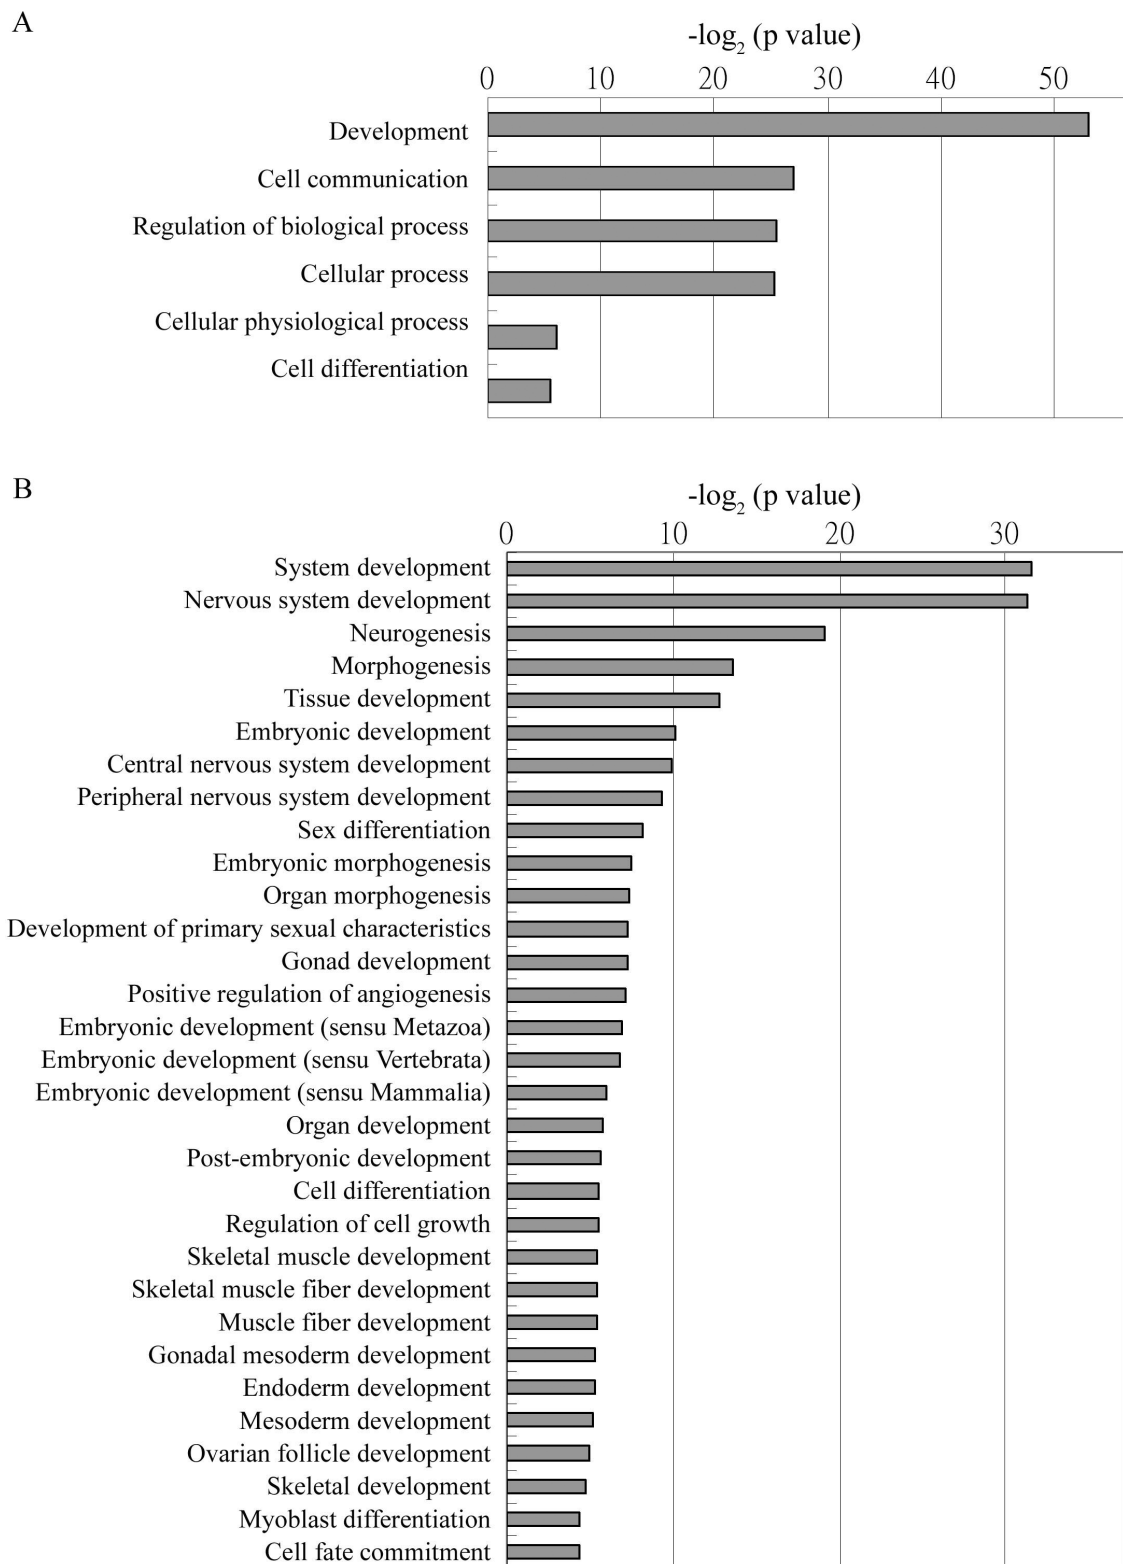 A
-log2 (p value)
0 10 20 30 40 50
Development
Cell communication
Regulation of biological process
Cellular process
Cellular physiological process
Cell differentiation
B
-log2 (p value)
0 10 20 30
System development
Nervous system development
Neurogenesis
Morphogenesis
Tissue development
Embryonic development
Central nervous system development
Peripheral nervous system development
Sex differentiation
Embryonic morphogenesis
Organ morphogenesis
Development of primary sexual characteristics
Gonad development
Positive regulation of angiogenesis
Embryonic development (sensu Metazoa)
Embryonic development (sensu Vertebrata)
Embryonic development (sensu Mammalia)
Organ development
Post-embryonic development
Cell differentiation
Regulation of cell growth
Skeletal muscle development
Skeletal muscle fiber development
Muscle fiber development
Gonadal mesoderm development
Endoderm development
Mesoderm development
Ovarian follicle development
Skeletal development
Myoblast differentiation
Cell fate commitment